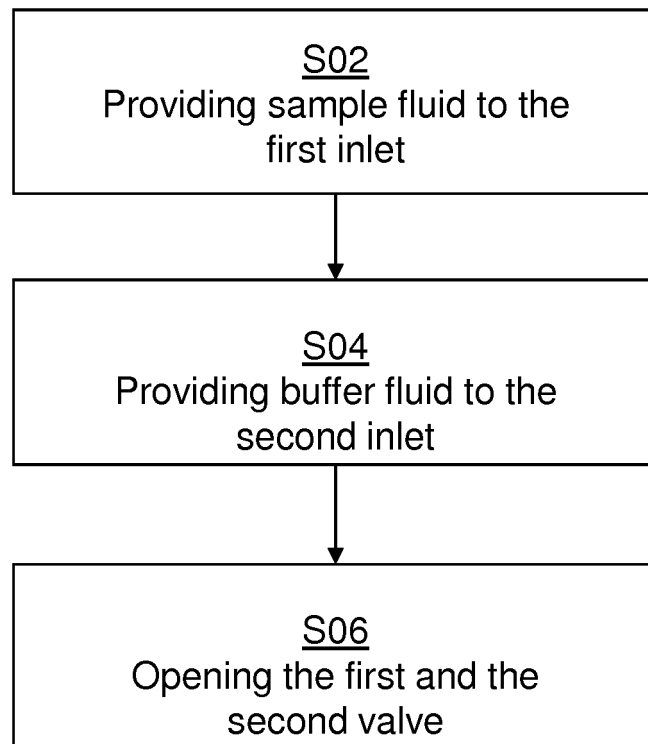 S02
Providing sample fluid to the
first inlet
S04
Providing buffer fluid to the
second inlet
S06
Opening the first and the
second valve